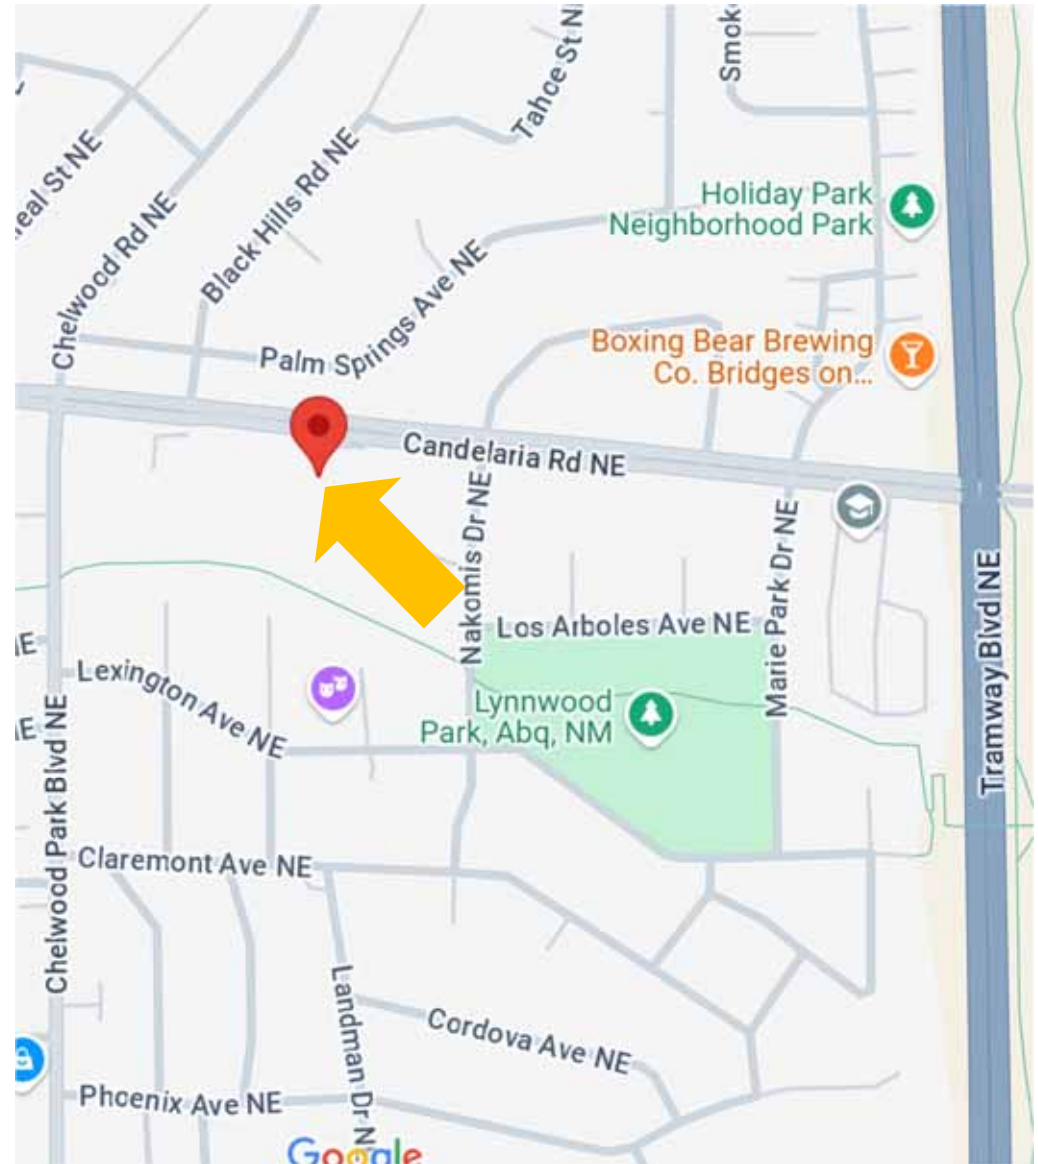 Tahoe St N
Smok
eal St NE
Black Hills Rd NE
Chelwood Rd NE
Holiday Park
Neighborhood Park
Palm Springs Ave NE
Boxing Bear Brewing
Co. Bridges on...
Candelaria Rd NE
Nakomis Dr NE
Marie Park Dr NE
Los Arboles Ave NE
Tramway Blvd NE
E
Lexington Ave NE
Lynnwood
Park, Abq, NM
E
Chelwood Park Blvd NE
Claremont Ave NE
Landman Dr N
Cordova Ave NE
Phoenix Ave NE
Google